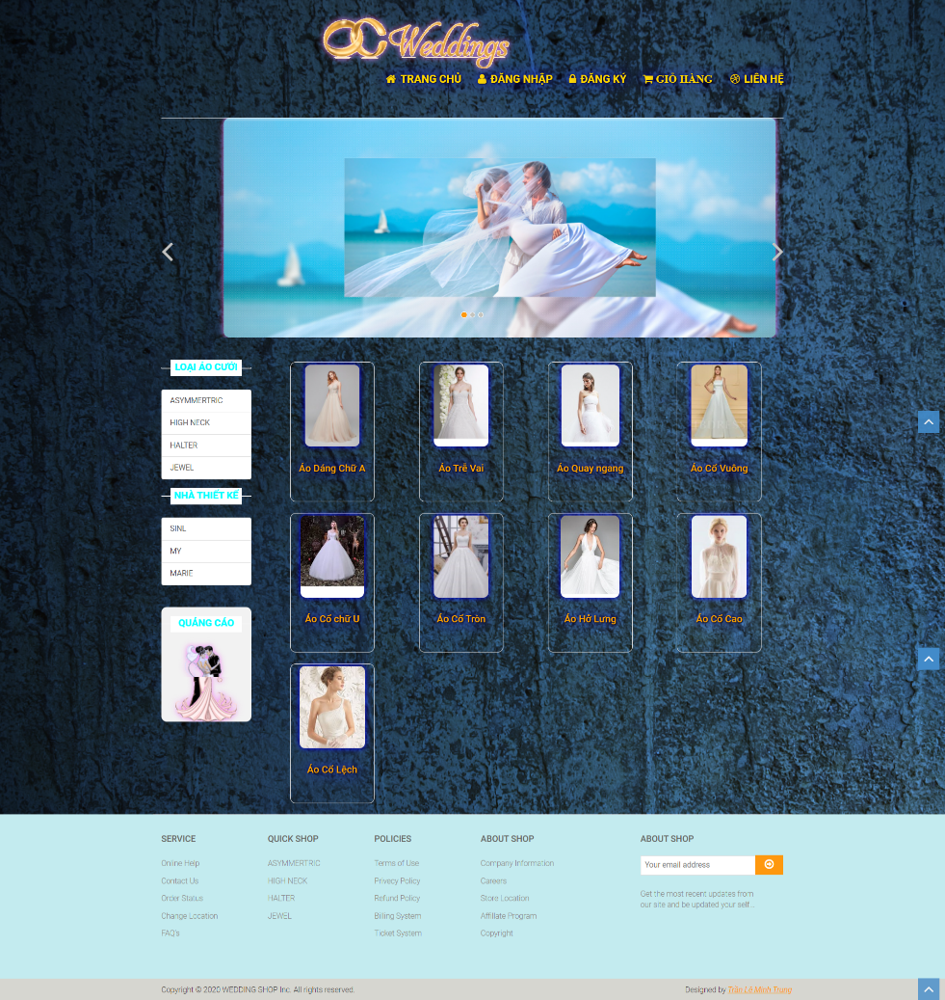 Weddings
TRANG CHỦ ĐĂNG NHẬP ĐĂNG KÝ GIỎ HÀNG LIÊN HỆ
LOẠI ÁO CƯỚI
ASYMMERTRIC
HIGH NECK
HALTER
JEWEL
NHÀ THIẾT KẾ
SINL
MY
MARIE
QUẢNG CÁO
Áo Dáng Chữ A
Áo Trễ Vai
Áo Quay ngang
Áo Cổ Vuông
Áo Cổ chữ U
Áo Cổ Tròn
Áo Hở Lưng
Áo Cổ Cao
Áo Cổ Lệch
SERVICE
Online Help
Contact Us
Order Status
Change Location
FAQ's
QUICK SHOP
ASYMMERTRIC
HIGH NECK
HALTER
JEWEL
POLICIES
Terms of Use
Privecy Policy
Refund Policy
Billing System
Ticket System
ABOUT SHOP
Company Information
Careers
Store Location
Affillate Program
Copyright
ABOUT SHOP
Your email address
Get the most recent updates from
our site and be updated your self...
Copyright © 2020 WEDDING SHOP Inc. All rights reserved.
Designed by Trần Lê Minh Trung